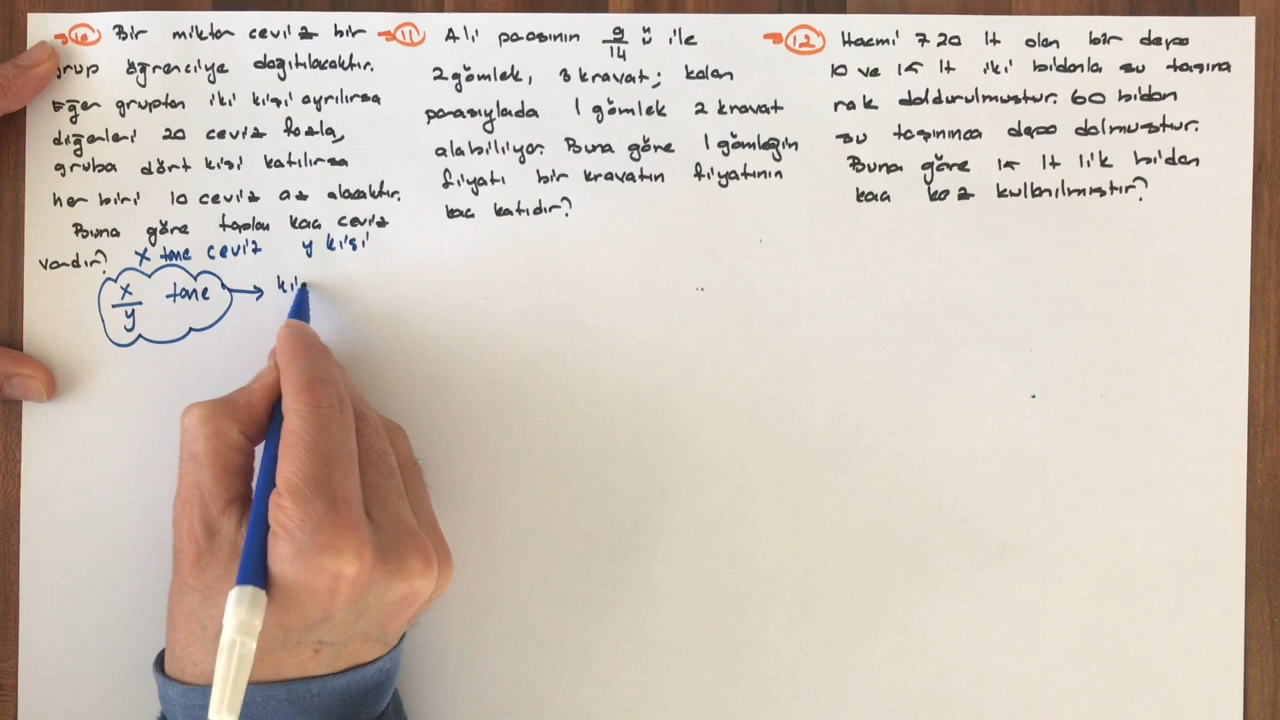 10 Bir miktar ceviz bir
grup öğrenciye dağıtılacaktır.
Eğer gruptan iki kişi ayrılırsa
diğerleri 20 ceviz fazla,
gruba dört kişi katılırsa
her biri 10 ceviz az alacaktır.
Buna göre toplam kaç ceviz
vardır?
x tane ceviz y kişi
x/y tane → kiş
11 Ali parasının 9/14 ü ile
2 gömlek, 3 kravat; kalan
parasıylada 1 gömlek 2 kravat
alabiliyor. Buna göre 1 gömleğin
fiyatı bir kravatın fiyatının
kaç katıdır?
12 Hacmi 720 lt olan bir depo
10 ve 15 lt iki bidonla su taşına
rak doldurulmuştur. 60 bidon
su taşınınca depo dolmuştur.
Buna göre 15 lt lik bidon
kaç kez kullanılmıştır?